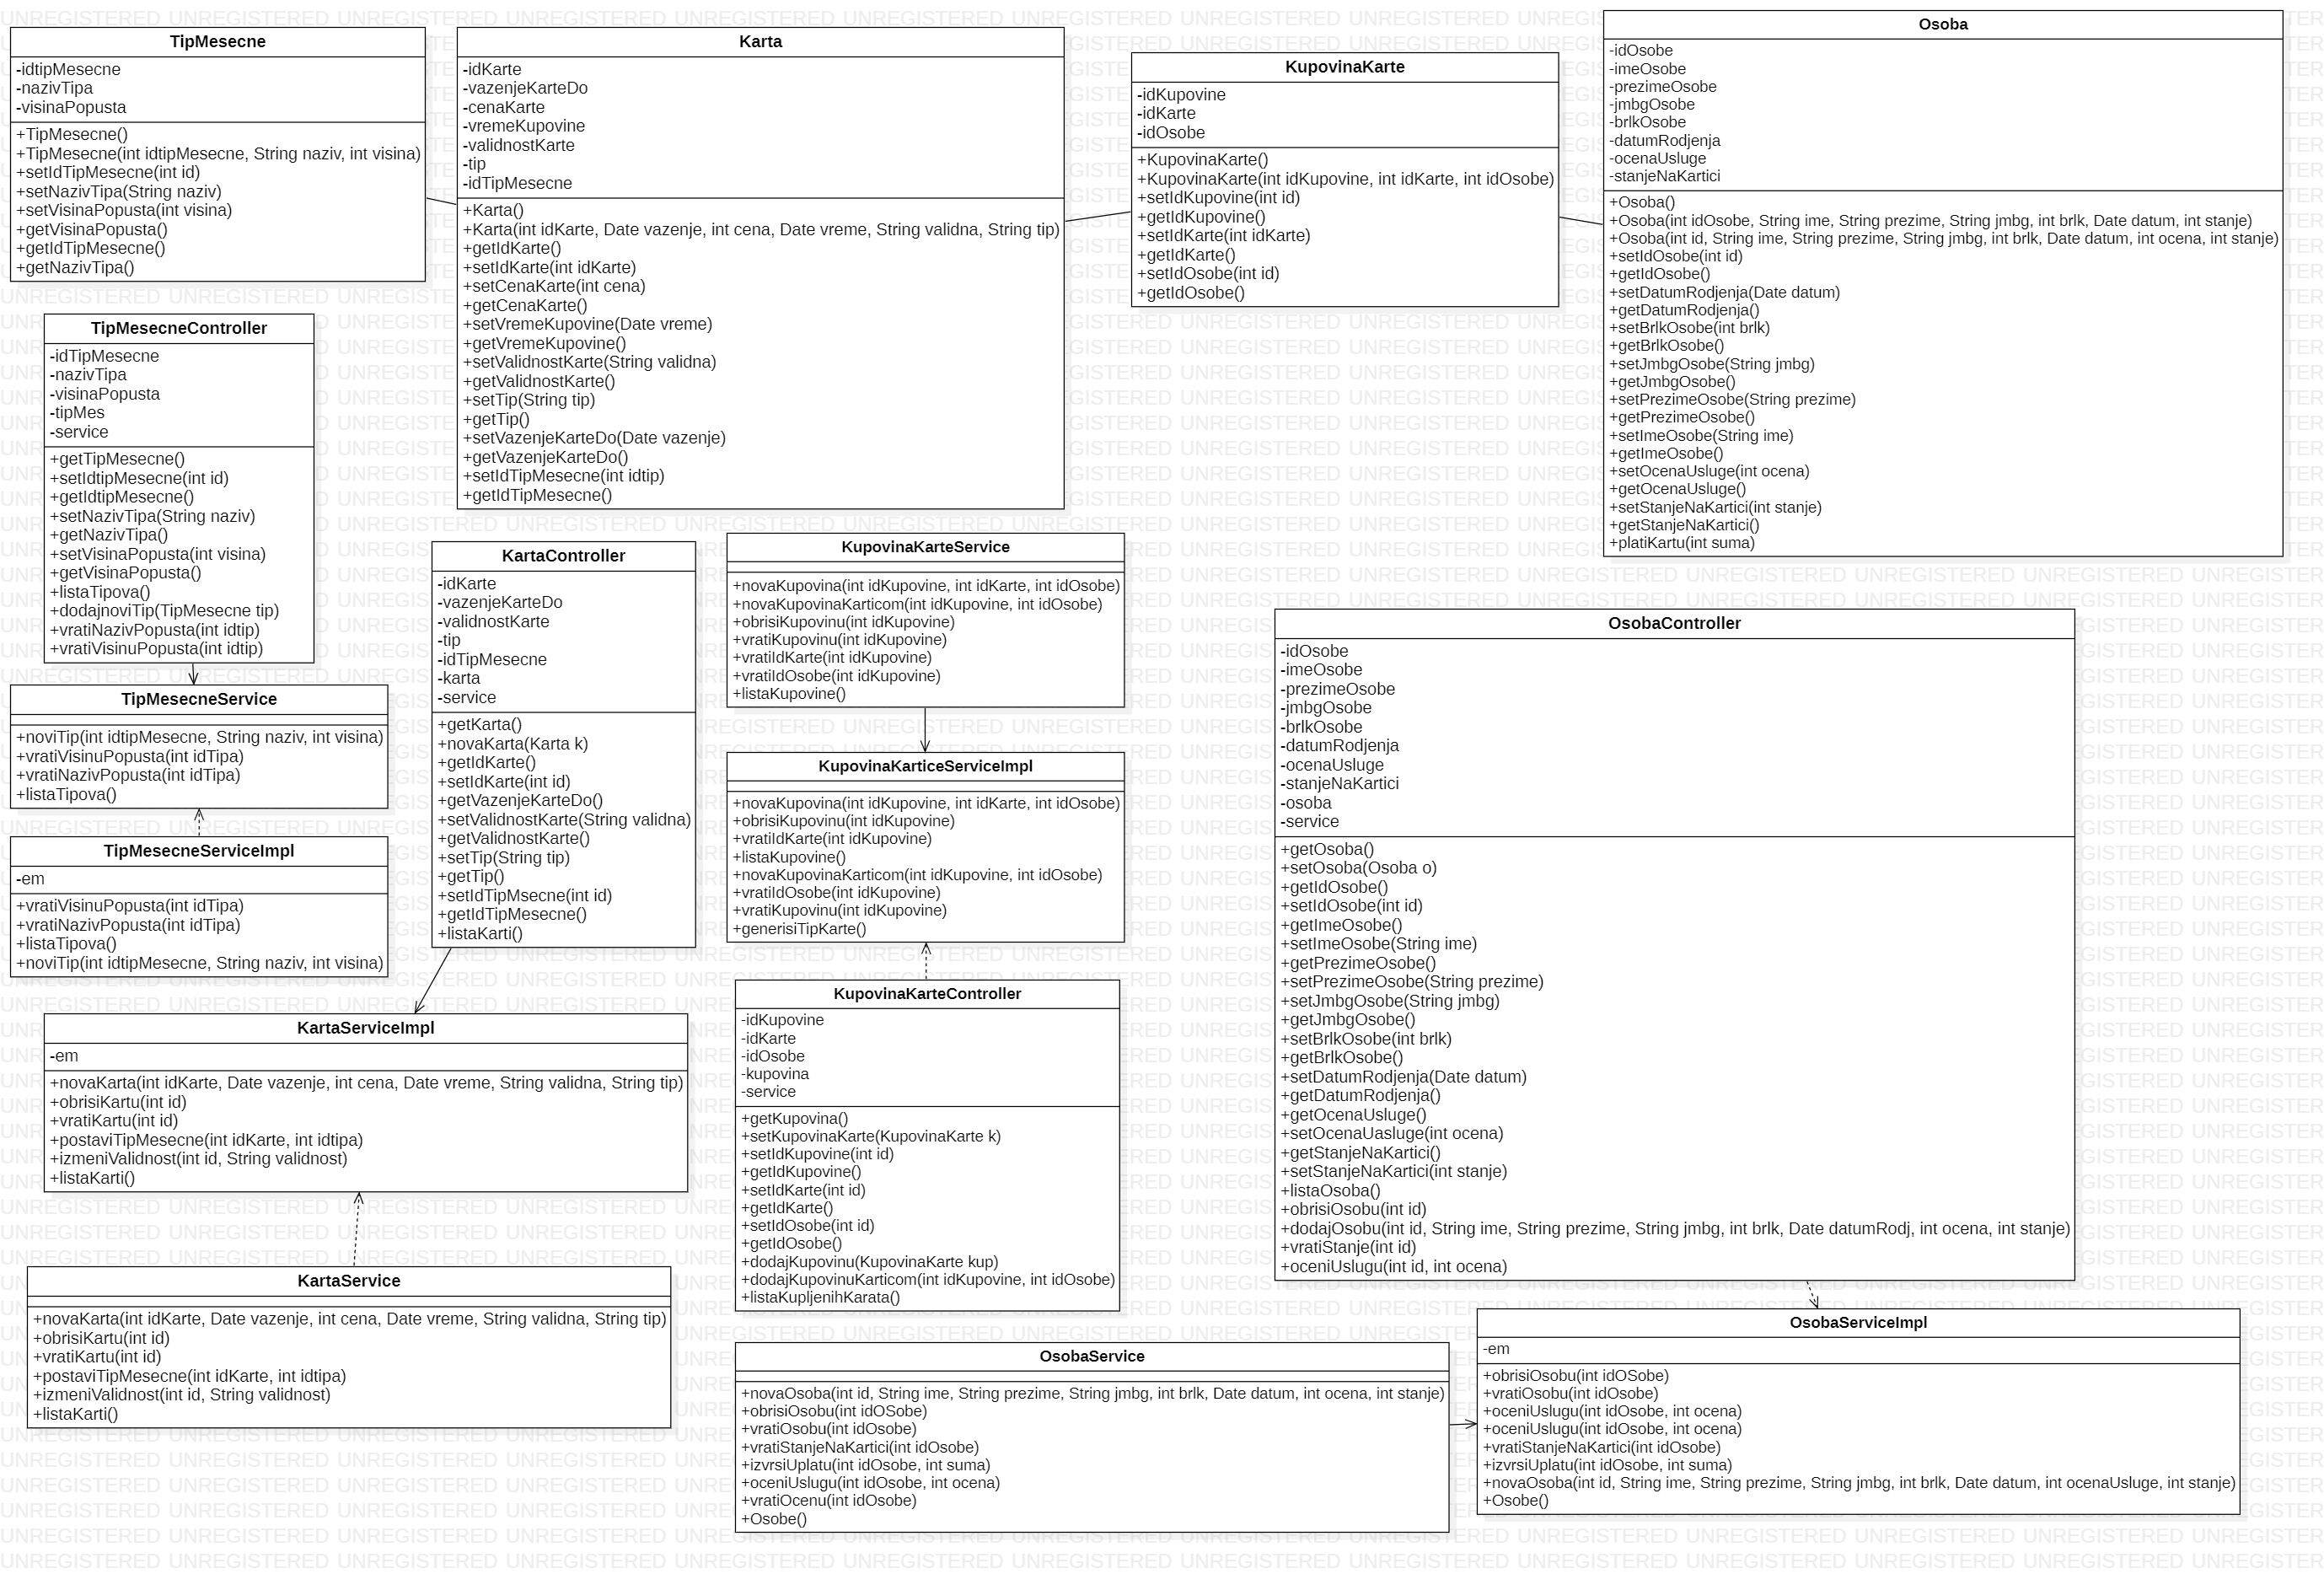 TipMesecne
-idtipMesecne
-nazivTipa
-visinaPopusta
+TipMesecne()
+TipMesecne(int idtipMesecne, String naziv, int visina)
+setIdTipMesecne(int id)
+setNazivTipa(String naziv)
+setVisinaPopusta(int visina)
+getVisinaPopusta()
+getIdTipMesecne()
+getNazivTipa()
Karta
-idKarte
-vazenjeKarteDo
-cenaKarte
-vremeKupovine
-validnostKarte
-tip
-idTipMesecne
+Karta()
+Karta(int idKarte, Date vazenje, int cena, Date vreme, String validna, String tip)
+getIdKarte()
+setIdKarte(int idKarte)
+setCenaKarte(int cena)
+getCenaKarte()
+setVremeKupovine(Date vreme)
+getVremeKupovine()
+setValidnostKarte(String validna)
+getValidnostKarte()
+setTip(String tip)
+getTip()
+setVazenjeKarteDo(Date vazenje)
+getVazenjeKarteDo()
+setIdTipMesecne(int idtip)
+getIdTipMesecne()
KupovinaKarte
-idKupovine
-idKarte
-idOsobe
+KupovinaKarte()
+KupovinaKarte(int idKupovine, int idKarte, int idOsobe)
+setIdKupovine(int id)
+getIdKupovine()
+setIdKarte(int idKarte)
+getIdKarte()
+setIdOsobe(int id)
+getIdOsobe()
Osoba
-idOsobe
-imeOsobe
-prezimeOsobe
-jmbgOsobe
-brlkOsobe
-datumRodjenja
-ocenaUsluge
-stanjeNaKartici
+Osoba()
+Osoba(int idOsobe, String ime, String prezime, String jmbg, int brlk, Date datum, int stanje)
+Osoba(int id, String ime, String prezime, String jmbg, int brlk, Date datum, int ocena, int stanje)
+setIdOsobe(int id)
+getIdOsobe()
+setDatumRodjenja(Date datum)
+getDatumRodjenja()
+setBrlkOsobe(int brlk)
+getBrlkOsobe()
+setJmbgOsobe(String jmbg)
+getJmbgOsobe()
+setPrezimeOsobe(String prezime)
+getPrezimeOsobe()
+setImeOsobe(String ime)
+getImeOsobe()
+setOcenaUsluge(int ocena)
+getOcenaUsluge()
+setStanjeNaKartici(int stanje)
+getStanjeNaKartici()
+platiKartu(int suma)
TipMesecneController
-idTipMesecne
-nazivTipa
-visinaPopusta
-tipMes
-service
+getTipMesecne()
+setIdtipMesecne(int id)
+getIdtipMesecne()
+setNazivTipa(String naziv)
+getNazivTipa()
+setVisinaPopusta(int visina)
+getVisinaPopusta()
+listaTipova()
+dodajnoviTip(TipMesecne tip)
+vratiNazivPopusta(int idtip)
+vratiVisinuPopusta(int idtip)
TipMesecneService
+noviTip(int idtipMesecne, String naziv, int visina)
+vratiVisinuPopusta(int idTipa)
+vratiNazivPopusta(int idTipa)
+listaTipova()
TipMesecneServiceImpl
-em
+vratiVisinuPopusta(int idTipa)
+vratiNazivPopusta(int idTipa)
+listaTipova()
+noviTip(int idtipMesecne, String naziv, int visina)
KartaController
-idKarte
-vazenjeKarteDo
-validnostKarte
-tip
-idTipMesecne
-karta
-service
+getKarta()
+novaKarta(Karta k)
+getIdKarte()
+setIdKarte(int id)
+getVazenjeKarteDo()
+setValidnostKarte(String validna)
+getValidnostKarte()
+setTip(String tip)
+getTip()
+setIdTipMsecne(int id)
+getIdTipMesecne()
+listaKarti()
KartaServiceImpl
-em
+novaKarta(int idKarte, Date vazenje, int cena, Date vreme, String validna, String tip)
+obrisiKartu(int id)
+vratiKartu(int id)
+postaviTipMesecne(int idKarte, int idtipa)
+izmeniValidnost(int id, String validnost)
+listaKarti()
KartaService
+novaKarta(int idKarte, Date vazenje, int cena, Date vreme, String validna, String tip)
+obrisiKartu(int id)
+vratiKartu(int id)
+postaviTipMesecne(int idKarte, int idtipa)
+izmeniValidnost(int id, String validnost)
+listaKarti()
KupovinaKarteService
+novaKupovina(int idKupovine, int idKarte, int idOsobe)
+novaKupovinaKarticom(int idKupovine, int idOsobe)
+obrisiKupovinu(int idKupovine)
+vratiKupovinu(int idKupovine)
+vratiIdKarte(int idKupovine)
+vratiIdOsobe(int idKupovine)
+listaKupovine()
KupovinaKarticeServiceImpl
+novaKupovina(int idKupovine, int idKarte, int idOsobe)
+obrisiKupovinu(int idKupovine)
+vratiIdKarte(int idKupovine)
+listaKupovine()
+novaKupovinaKarticom(int idKupovine, int idOsobe)
+vratiIdOsobe(int idKupovine)
+vratiKupovinu(int idKupovine)
+generisiTipKarte()
KupovinaKarteController
-idKupovine
-idKarte
-idOsobe
-kupovina
-service
+getKupovina()
+setKupovinaKarte(KupovinaKarte k)
+setIdKupovine(int id)
+getIdKupovine()
+setIdKarte(int id)
+getIdKarte()
+setIdOsobe(int id)
+getIdOsobe()
+dodajKupovinu(KupovinaKarte kup)
+dodajKupovinuKarticom(int idKupovine, int idOsobe)
+listaKupljenihKarata()
OsobaController
-idOsobe
-imeOsobe
-prezimeOsobe
-jmbgOsobe
-brlkOsobe
-datumRodjenja
-ocenaUsluge
-stanjeNaKartici
-osoba
-service
+getOsoba()
+setOsoba(Osoba o)
+getIdOsobe()
+setIdOsobe(int id)
+getImeOsobe()
+setImeOsobe(String ime)
+getPrezimeOsobe()
+setPrezimeOsobe(String prezime)
+setJmbgOsobe(String jmbg)
+getJmbgOsobe()
+setBrlkOsobe(int brlk)
+getBrlkOsobe()
+setDatumRodjenja(Date datum)
+getDatumRodjenja()
+getOcenaUsluge()
+setOcenaUasluge(int ocena)
+getStanjeNaKartici()
+setStanjeNaKartici(int stanje)
+listaOsoba()
+obrisiOsobu(int id)
+dodajOsobu(int id, String ime, String prezime, String jmbg, int brlk, Date datumRodj, int ocena, int stanje)
+vratiStanje(int id)
+oceniUslugu(int id, int ocena)
OsobaService
+novaOsoba(int id, String ime, String prezime, String jmbg, int brlk, Date datum, int ocena, int stanje)
+obrisiOsobu(int idOSobe)
+vratiOsobu(int idOsobe)
+vratiStanjeNaKartici(int idOsobe)
+izvrsiUplatu(int idOsobe, int suma)
+oceniUslugu(int idOsobe, int ocena)
+vratiOcenu(int idOsobe)
+Osobe()
OsobaServiceImpl
-em
+obrisiOsobu(int idOSobe)
+vratiOsobu(int idOsobe)
+oceniUslugu(int idOsobe, int ocena)
+oceniUslugu(int idOsobe, int ocena)
+vratiStanjeNaKartici(int idOsobe)
+izvrsiUplatu(int idOsobe, int suma)
+novaOsoba(int id, String ime, String prezime, String jmbg, int brlk, Date datum, int ocenaUsluge, int stanje)
+Osobe()